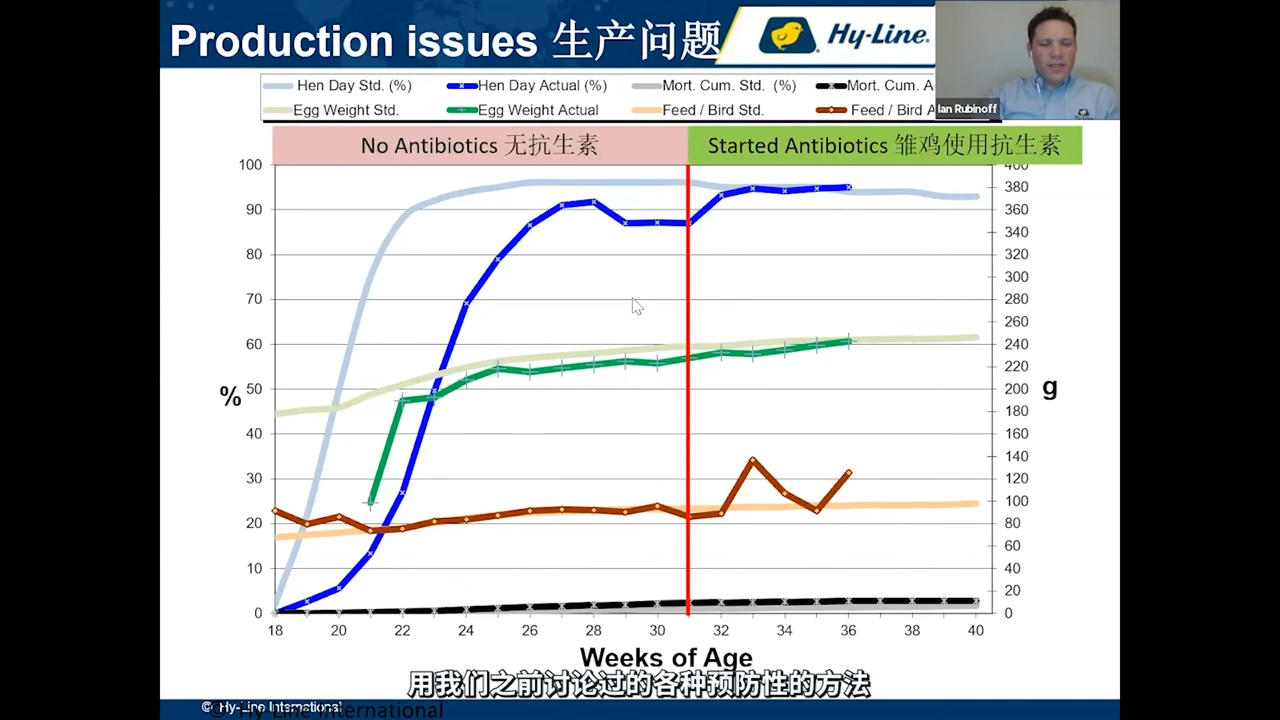 Production issues 生产问题
Hy-Line
Ian Rubinoff
Hen Day Std. (%)
Hen Day Actual (%)
Mort. Cum. Std. (%)
Mort. Cum. A
Egg Weight Std.
Egg Weight Actual
Feed / Bird Std.
Feed / Bird A
No Antibiotics 无抗生素
Started Antibiotics 雏鸡使用抗生素
100
90
80
70
60
50
40
30
20
10
0
%
400
380
360
340
320
300
280
260
240
220
200
180
160
140
120
100
80
60
40
20
0
g
18 20 22 24 26 28 30 32 34 36 38 40
Weeks of Age
用我们之前讨论过的各种预防性的方法
© Hy-Line International
© Hy-Line International